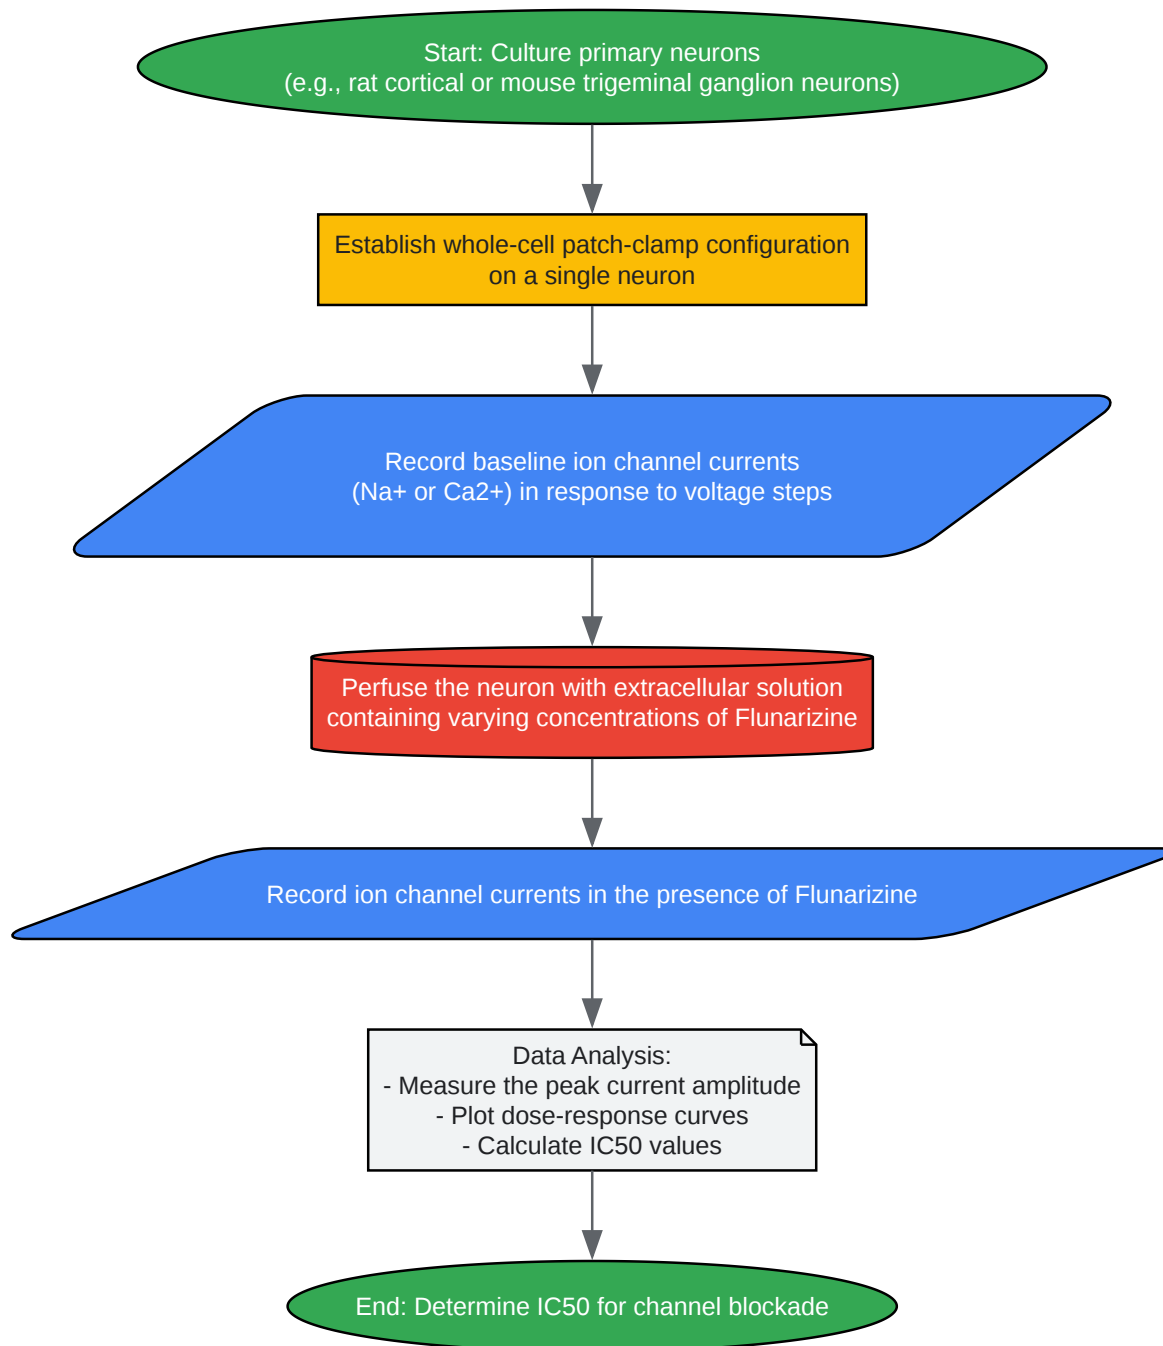 Start: Culture primary neurons
(e.g., rat cortical or mouse trigeminal ganglion neurons)
Establish whole-cell patch-clamp configuration
on a single neuron
Record baseline ion channel currents
(Na+ or Ca2+) in response to voltage steps
Perfuse the neuron with extracellular solution
containing varying concentrations of Flunarizine
Record ion channel currents in the presence of Flunarizine
Data Analysis:
- Measure the peak current amplitude
- Plot dose-response curves
- Calculate IC50 values
End: Determine IC50 for channel blockade